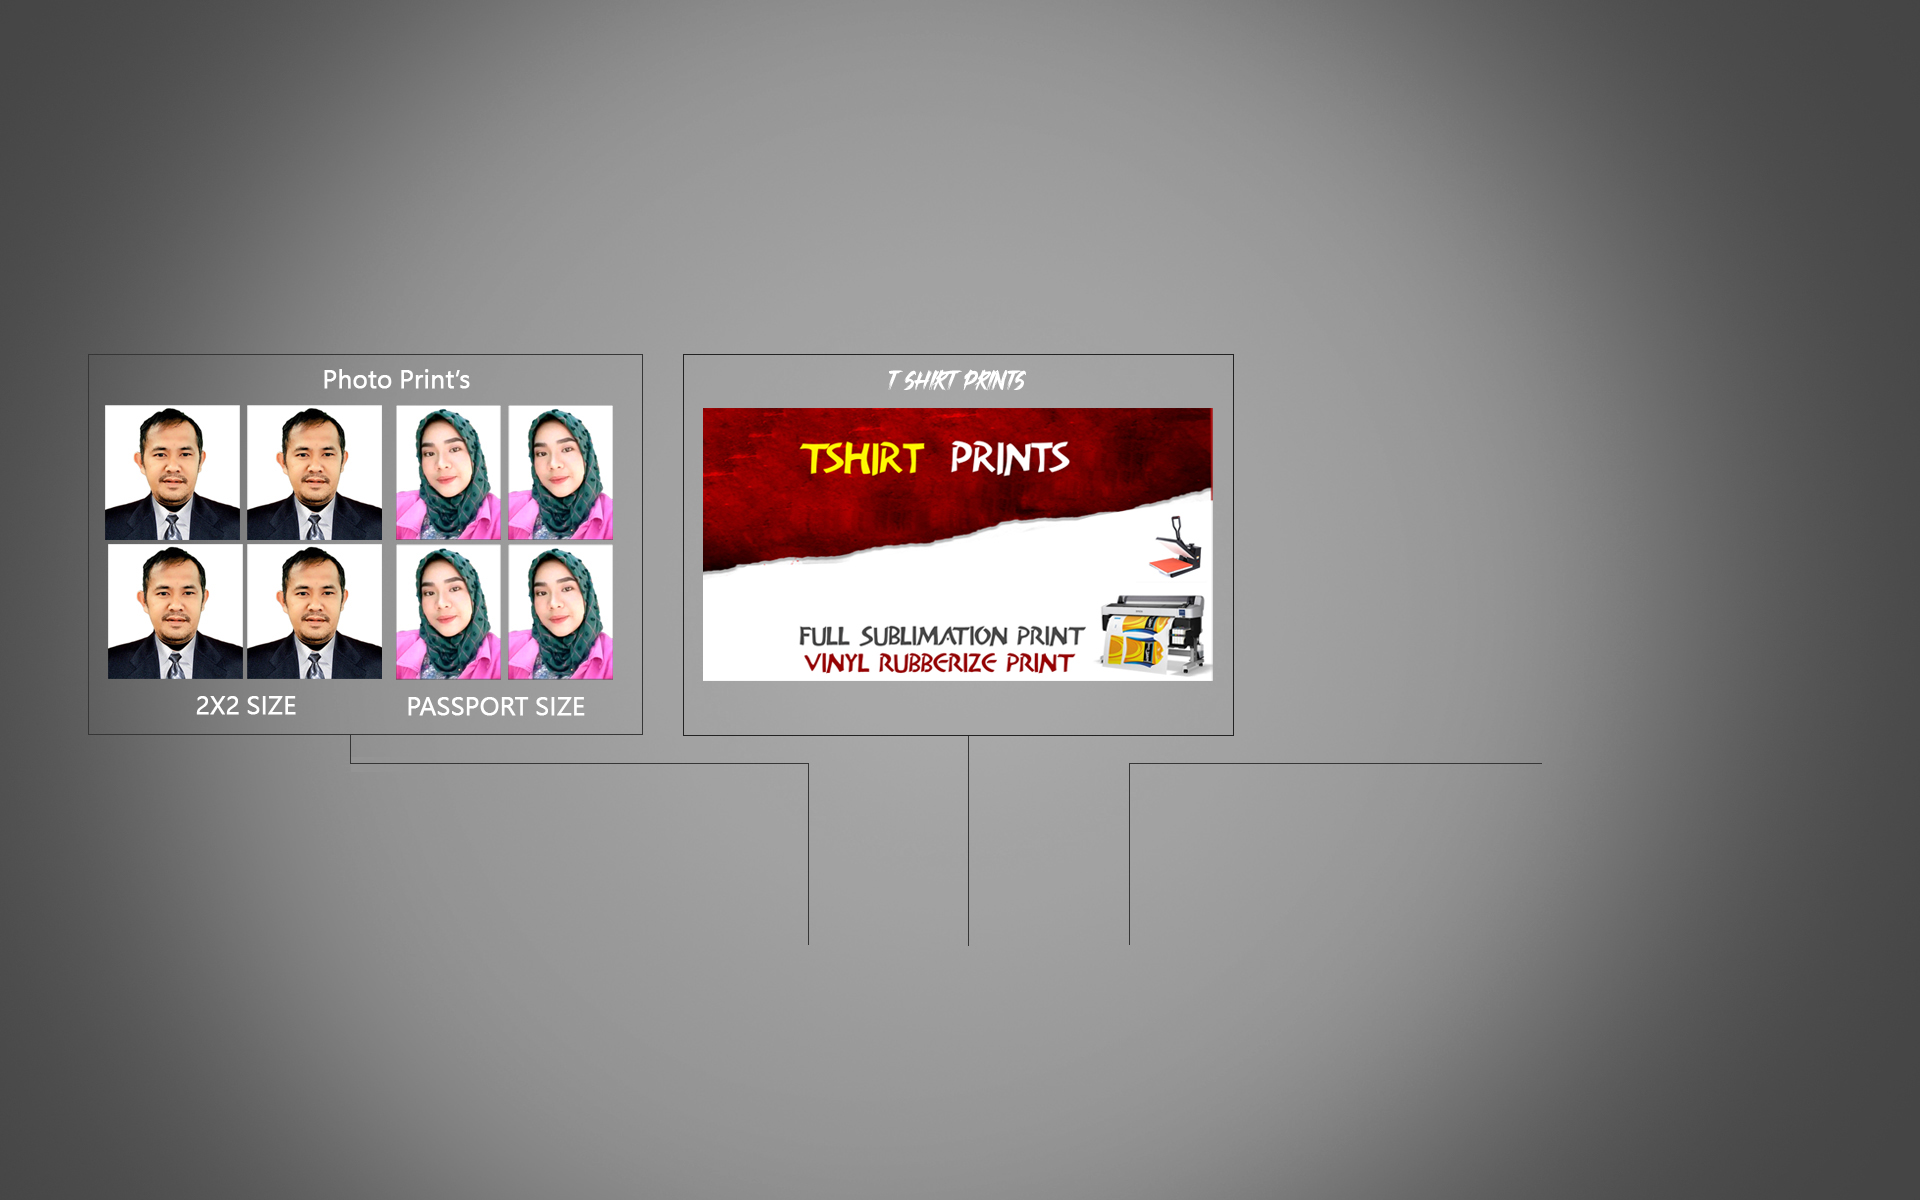 Photo Print's
2X2 SIZE
PASSPORT SIZE
T SHIRT PRINTS
TSHIRT PRINTS
FULL SUBLIMATION PRINT
VINYL RUBBERIZE PRINT